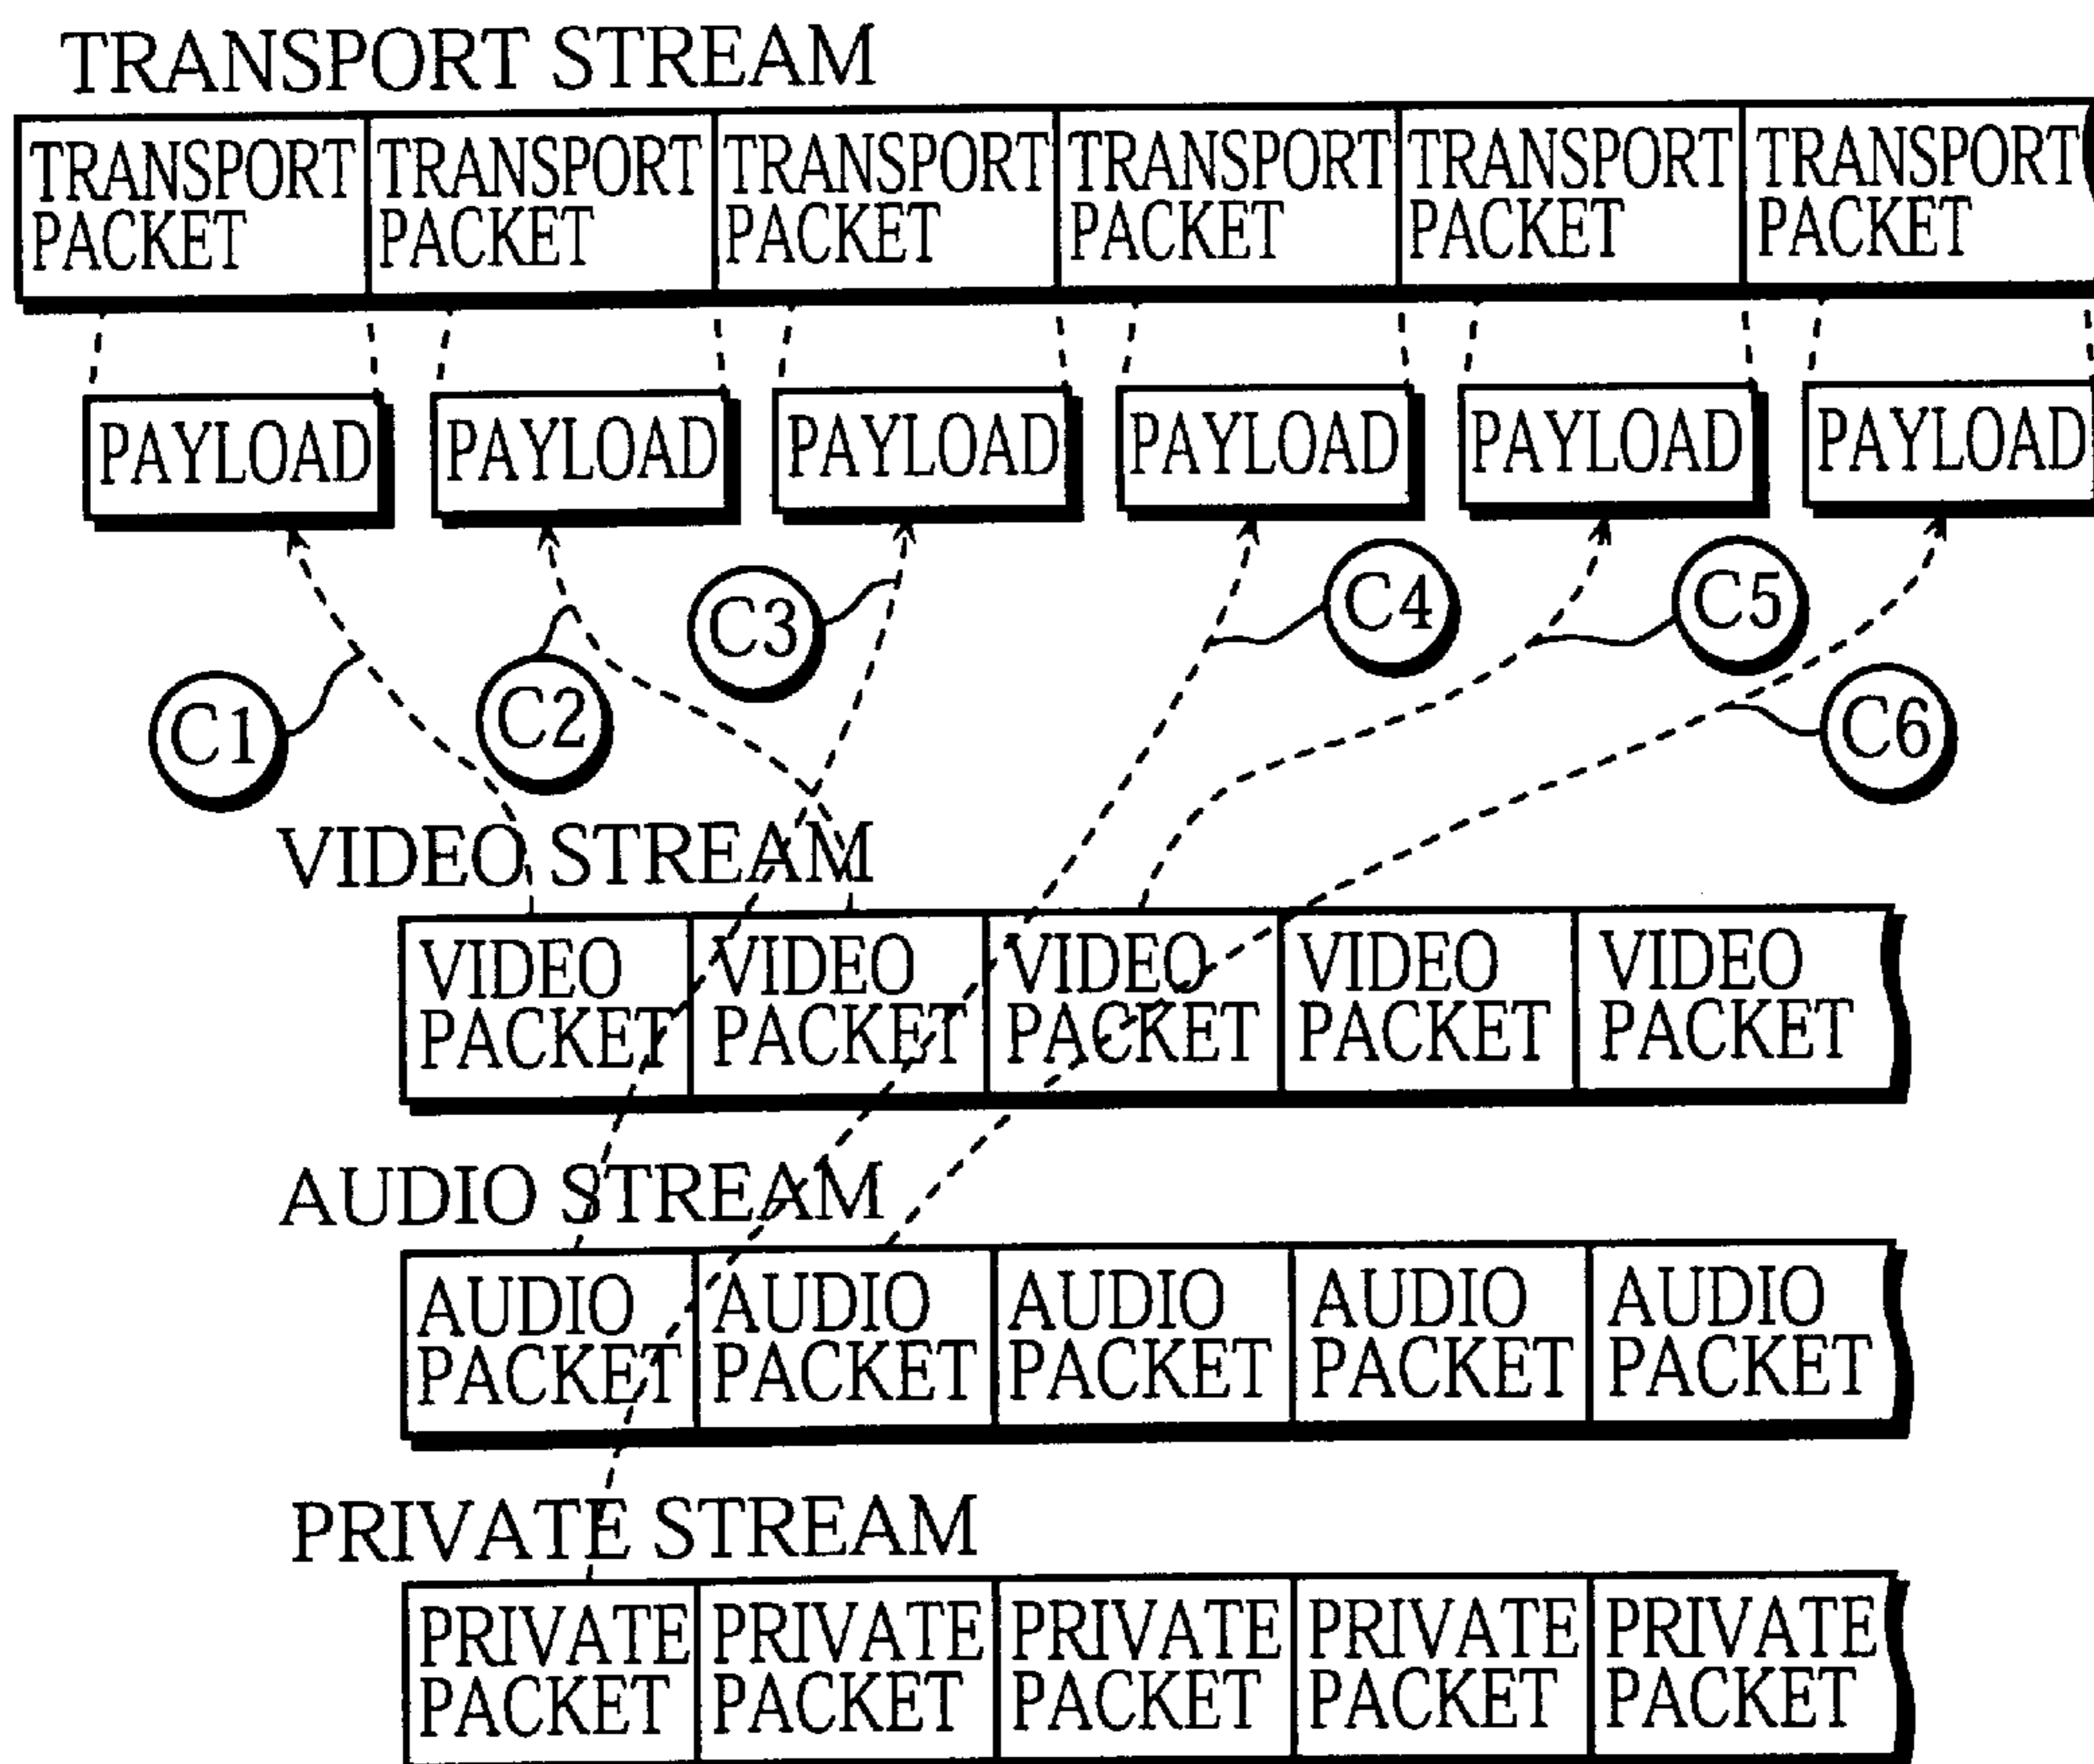 TRANSPORT STREAM
TRANSPORT TRANSPORT TRANSPORT TRANSPORT TRANSPORT TRANSPORT
PACKET PACKET PACKET PACKET PACKET PACKET
PAYLOAD PAYLOAD PAYLOAD PAYLOAD PAYLOAD PAYLOAD
C1 C2 C3 C4 C5 C6
VIDEO STREAM
VIDEO VIDEO VIDEO VIDEO VIDEO
PACKET PACKET PACKET PACKET PACKET
AUDIO STREAM
AUDIO AUDIO AUDIO AUDIO AUDIO
PACKET PACKET PACKET PACKET PACKET
PRIVATE STREAM
PRIVATE PRIVATE PRIVATE PRIVATE PRIVATE
PACKET PACKET PACKET PACKET PACKET